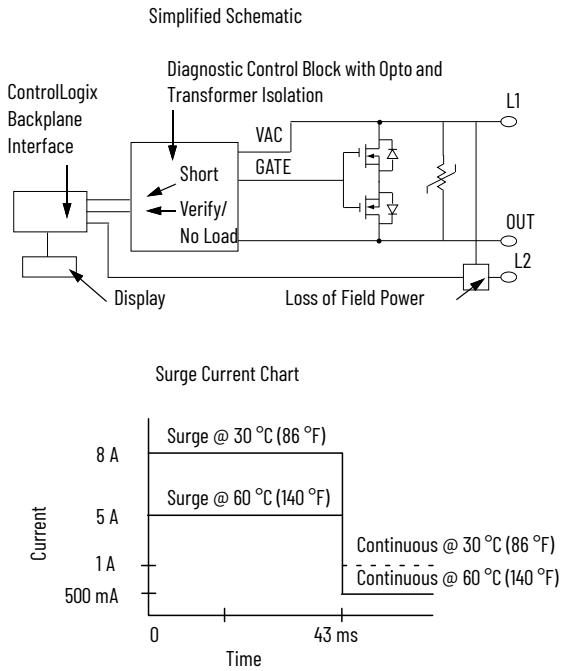 Simplified Schematic
Diagnostic Control Block with Opto and
Transformer Isolation
ControlLogix
Backplane
Interface
L1
VAC
GATE
Short
Verify/
No Load
OUT
L2
Display
Loss of Field Power
Surge Current Chart
Surge @ 30 °C (86 °F)
8 A
Surge @ 60 °C (140 °F)
5 A
Current
Continuous @ 30 °C (86 °F)
1 A
Continuous @ 60 °C (140 °F)
500 mA
0
43 ms
Time